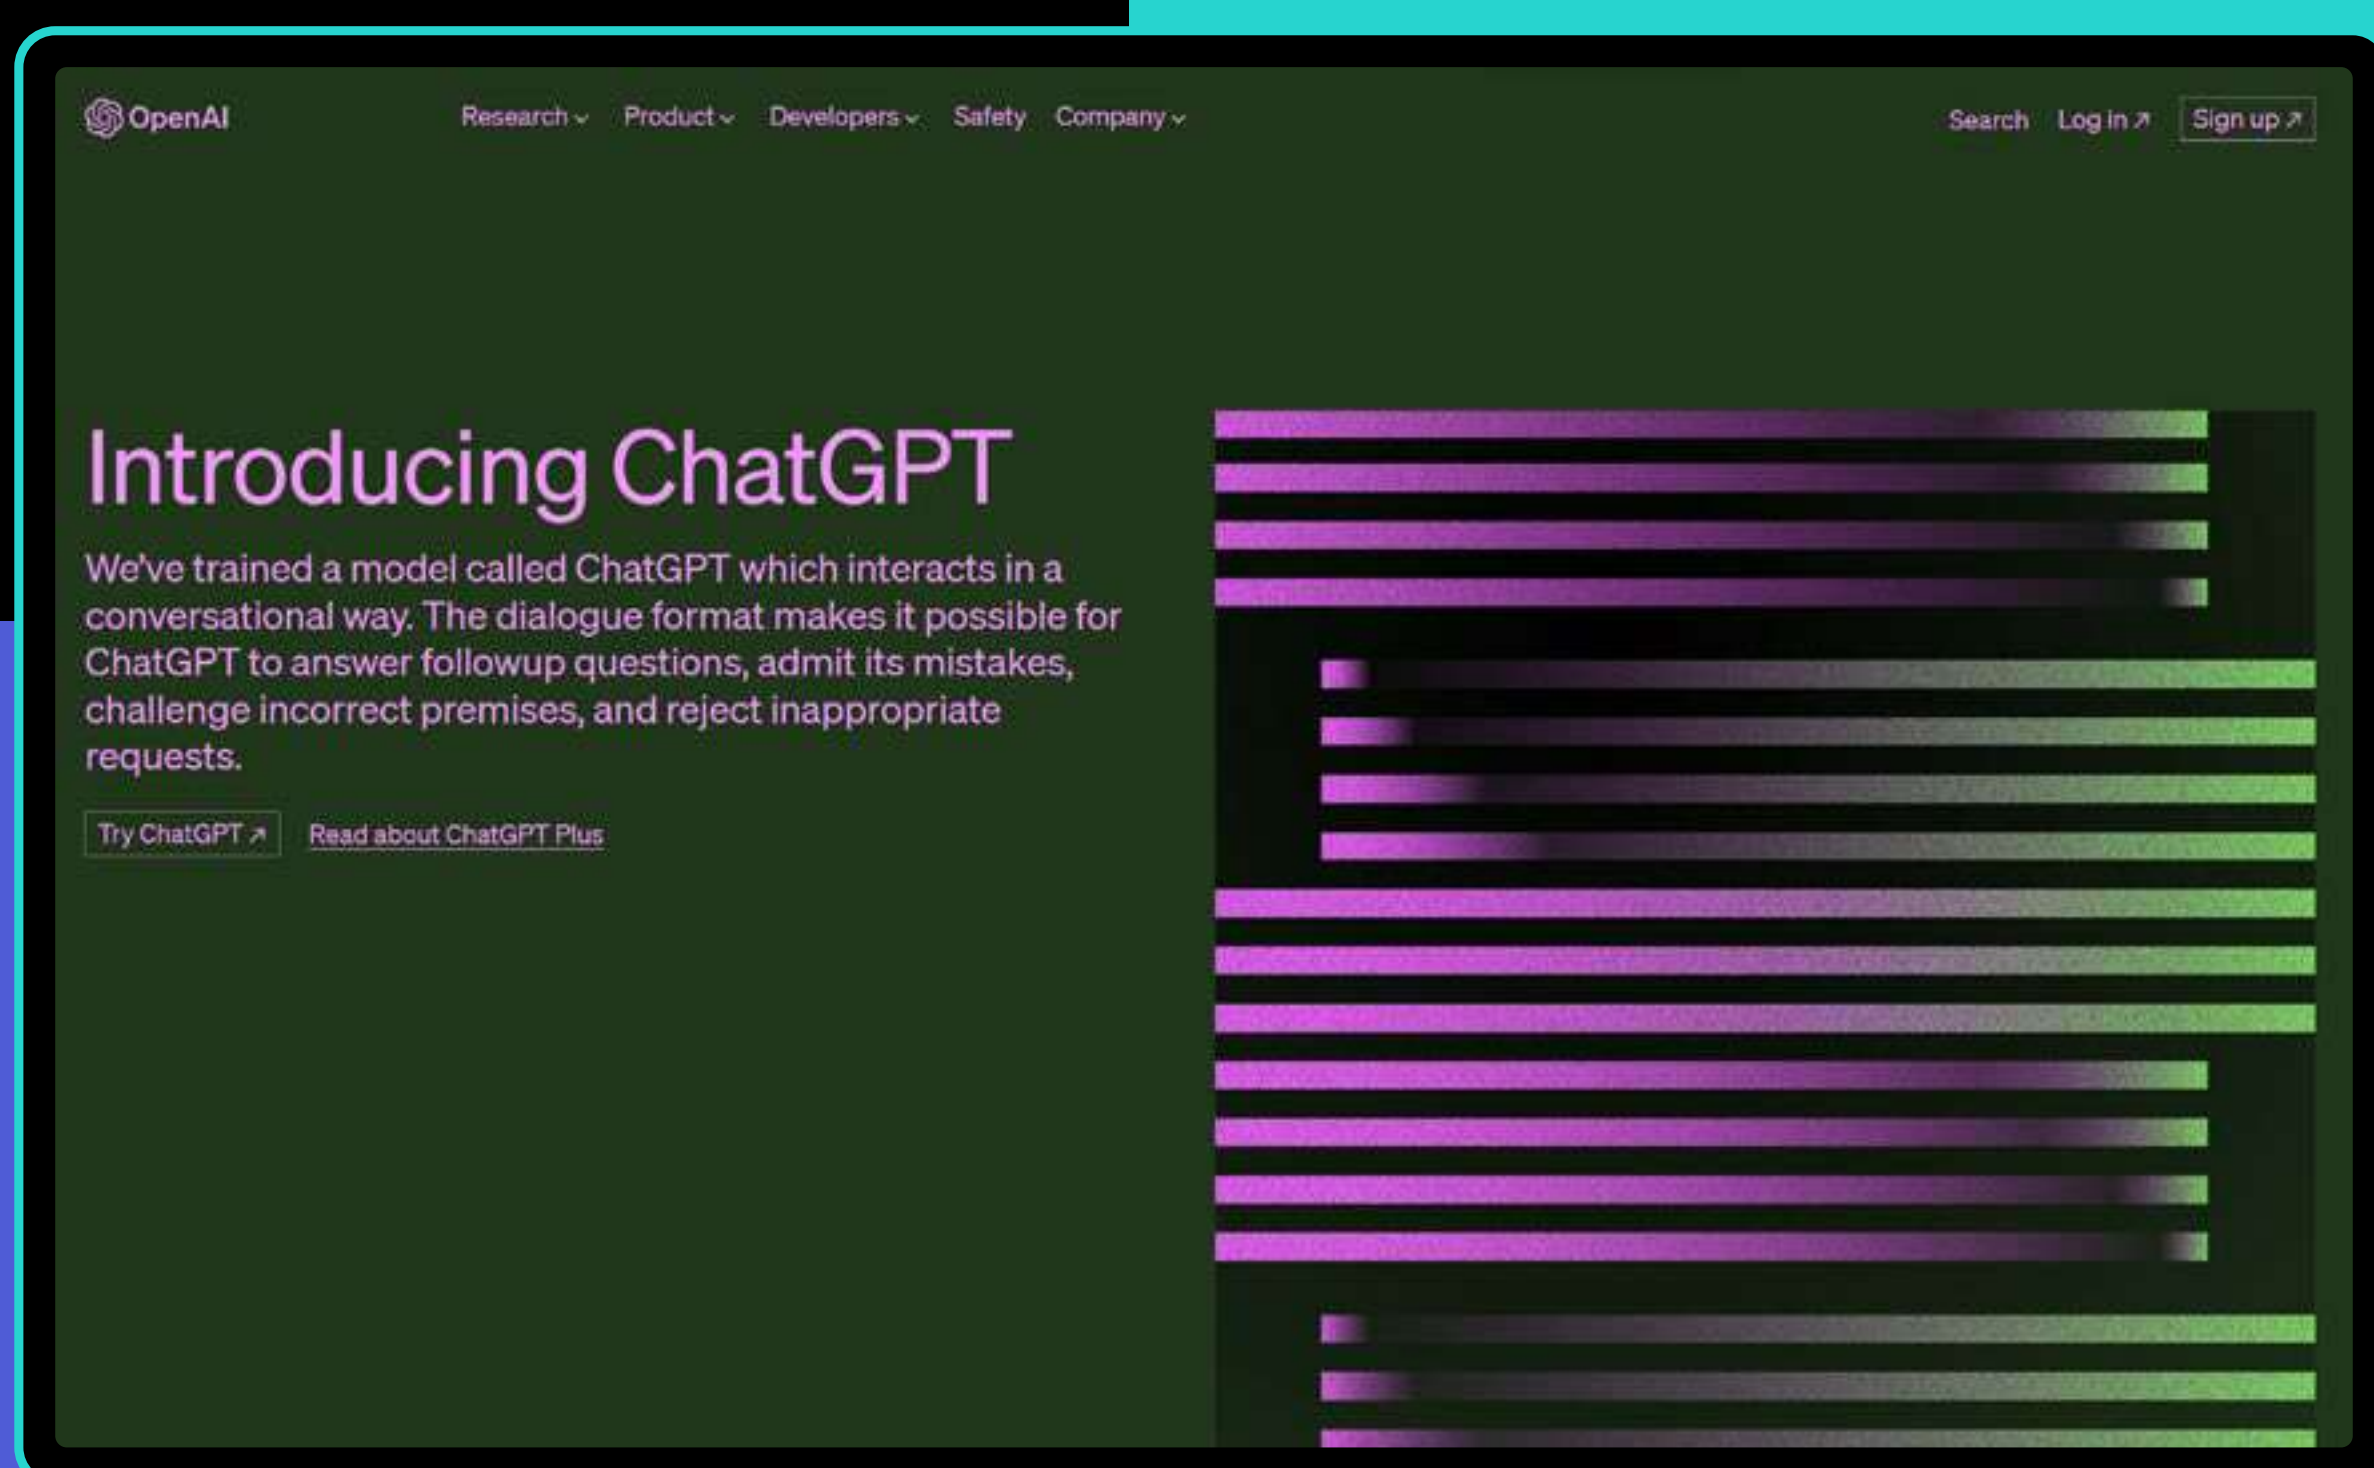 OpenAI
Research Product Developers Safety Company
Search Log in ↗ Sign up ↗
Introducing ChatGPT
We've trained a model called ChatGPT which interacts in a
conversational way. The dialogue format makes it possible for
ChatGPT to answer followup questions, admit its mistakes,
challenge incorrect premises, and reject inappropriate
requests.
Try ChatGPT ↗ Read about ChatGPT Plus